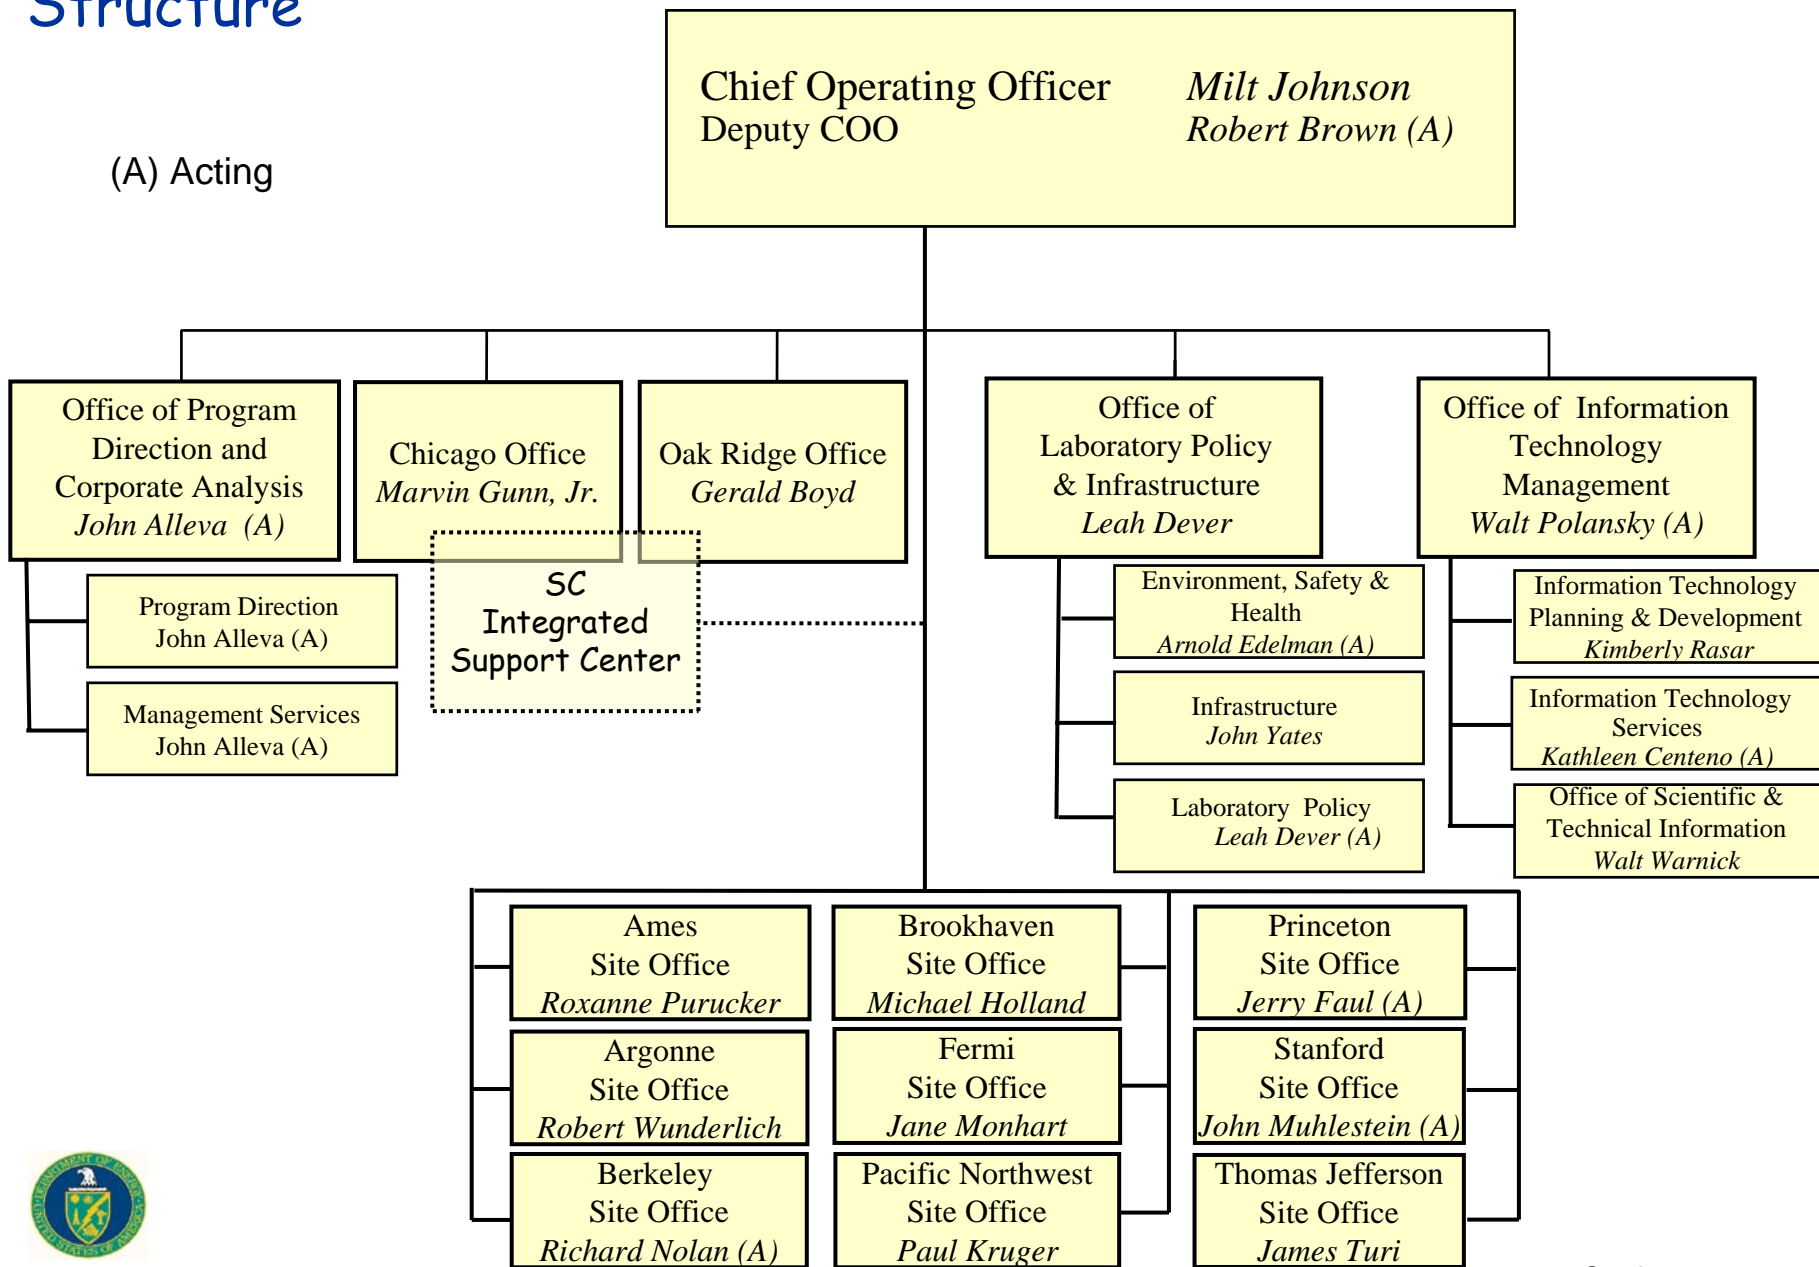 Structure
Chief Operating Officer Milt Johnson
Deputy COO Robert Brown (A)
(A) Acting
Office of Program
Direction and
Corporate Analysis
John Alleva (A)
Program Direction
John Alleva (A)
Management Services
John Alleva (A)
Chicago Office
Marvin Gunn, Jr.
Oak Ridge Office
Gerald Boyd
SC
Integrated
Support Center
Office of
Laboratory Policy
& Infrastructure
Leah Dever
Environment, Safety &
Health
Arnold Edelman (A)
Infrastructure
John Yates
Laboratory Policy
Leah Dever (A)
Office of Information
Technology
Management
Walt Polansky (A)
Information Technology
Planning & Development
Kimberly Rasar
Information Technology
Services
Kathleen Centeno (A)
Office of Scientific &
Technical Information
Walt Warnick
Ames
Site Office
Roxanne Purucker
Argonne
Site Office
Robert Wunderlich
Berkeley
Site Office
Richard Nolan (A)
Brookhaven
Site Office
Michael Holland
Fermi
Site Office
Jane Monhart
Pacific Northwest
Site Office
Paul Kruger
Princeton
Site Office
Jerry Faul (A)
Stanford
Site Office
John Muhlestein (A)
Thomas Jefferson
Site Office
James Turi
DEPARTMENT OF ENERGY
UNITED STATES OF AMERICA